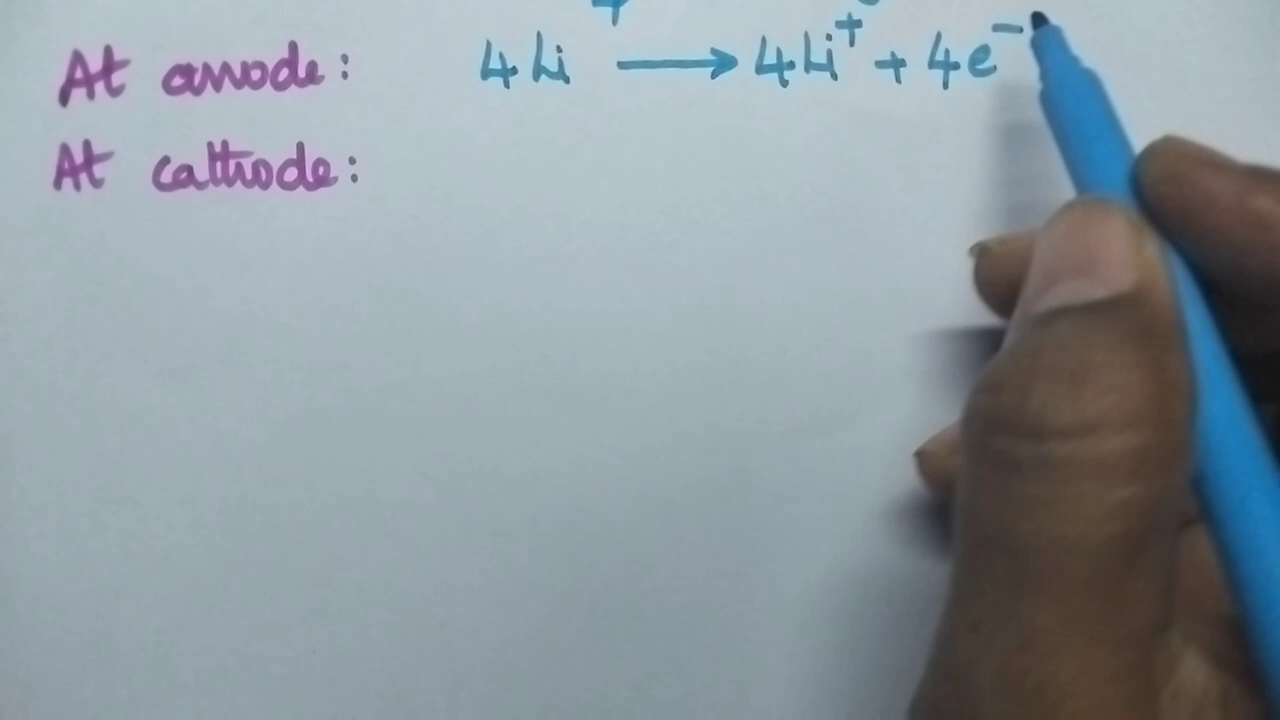 At anode: 4Li ⟶ 4Li⁺ + 4e⁻
At cathode: